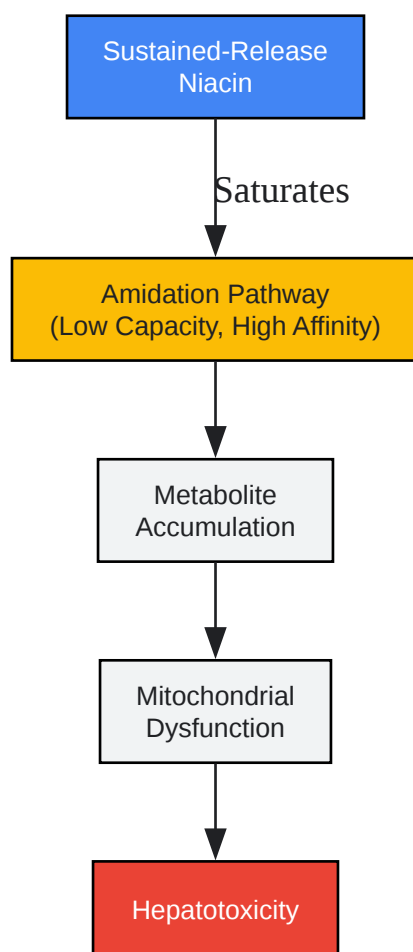 Sustained-Release
Niacin
Saturates
Amidation Pathway
(Low Capacity, High Affinity)
Metabolite
Accumulation
Mitochondrial
Dysfunction
Hepatotoxicity